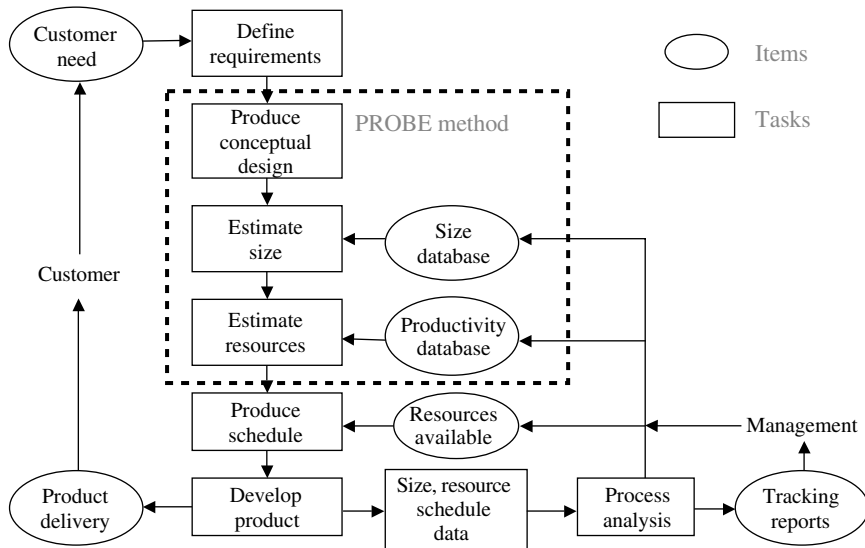 Customer
need
Define
requirements
Items
Produce
conceptual
design
PROBE method
Tasks
Estimate
size
Size
database
Customer
Estimate
resources
Productivity
database
Produce
schedule
Resources
available
Management
Product
delivery
Develop
product
Size, resource
schedule
data
Process
analysis
Tracking
reports